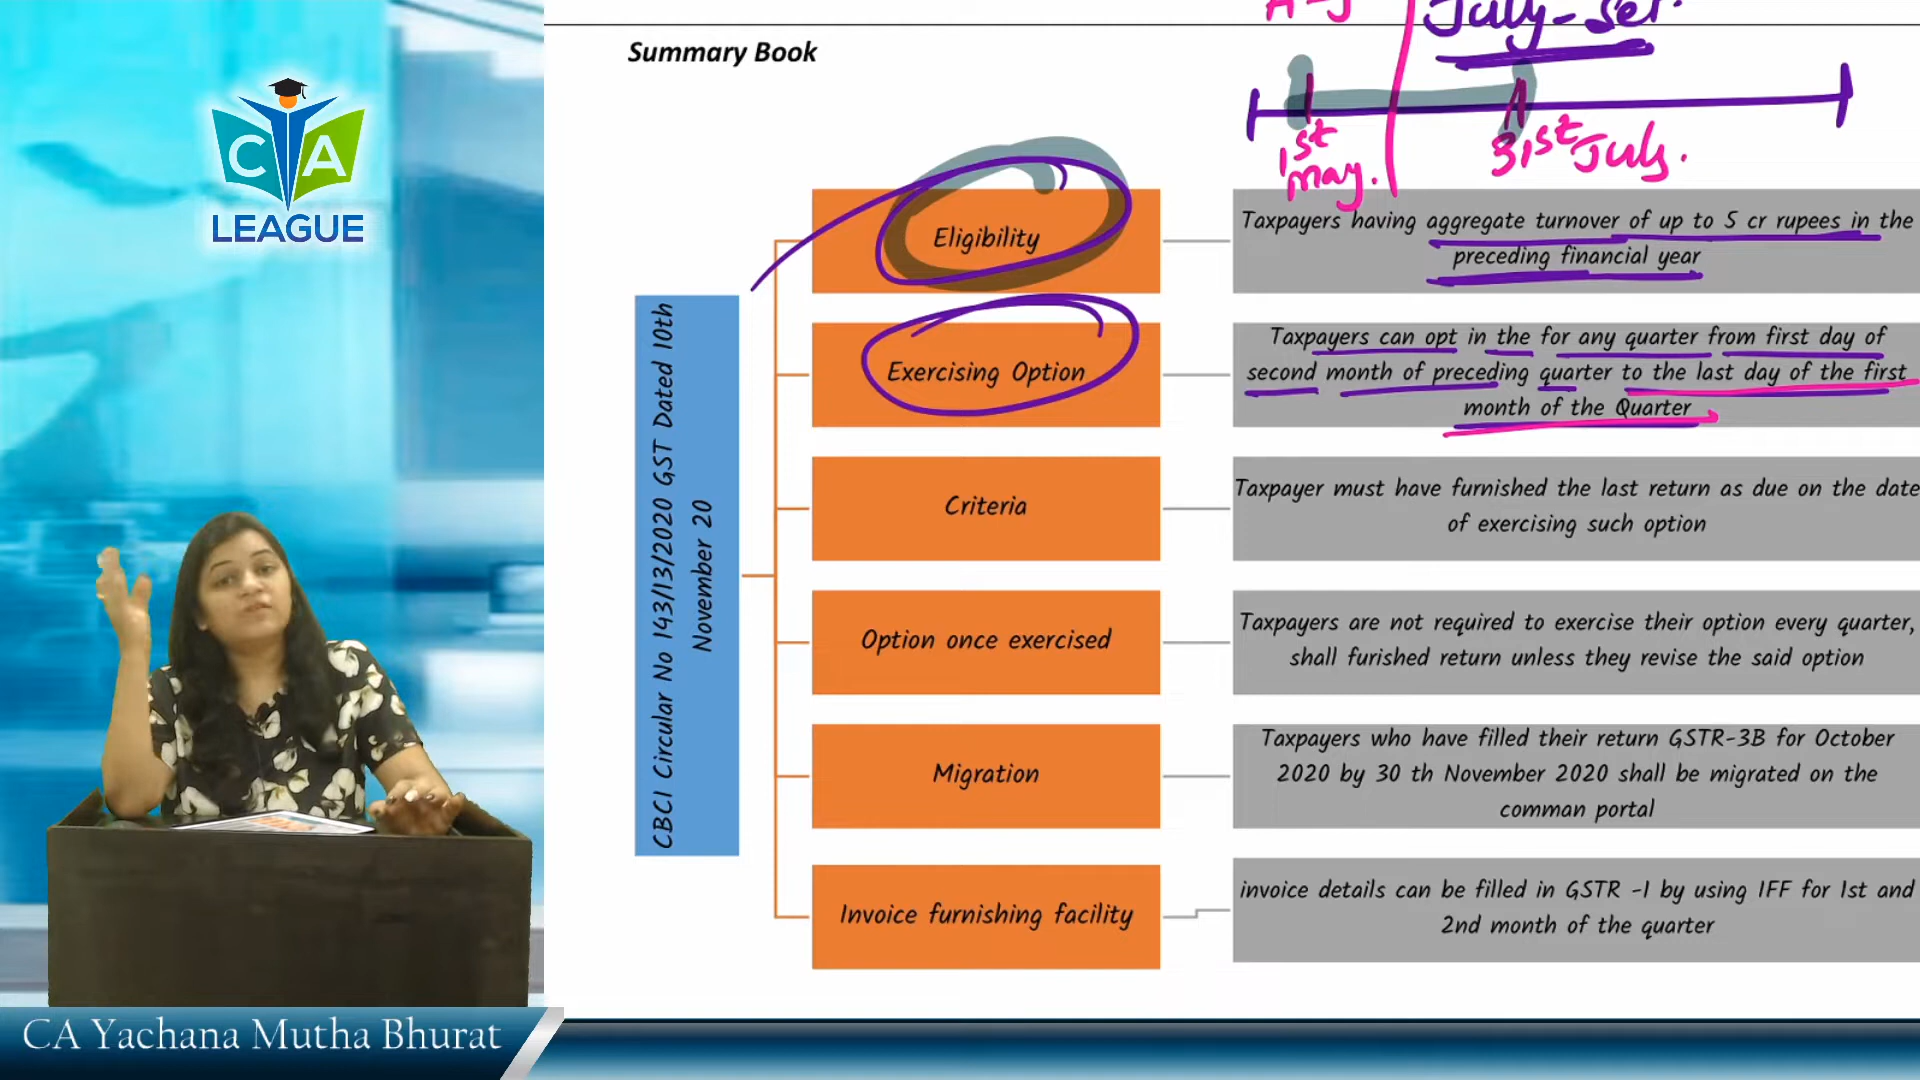 C A
LEAGUE
Summary Book
A-J
July-Set.
1st
may.
31st July.
CBCI Circular No 143/13/2020 GST Dated 10th
November 20
Eligibility
Taxpayers having aggregate turnover of up to 5 cr rupees in the
preceding financial year
Exercising Option
Taxpayers can opt in the for any quarter from first day of
second month of preceding quarter to the last day of the first
month of the Quarter
Criteria
Taxpayer must have furnished the last return as due on the date
of exercising such option
Option once exercised
Taxpayers are not required to exercise their option every quarter,
shall furished return unless they revise the said option
Migration
Taxpayers who have filled their return GSTR-3B for October
2020 by 30 th November 2020 shall be migrated on the
comman portal
Invoice furnishing facility
invoice details can be filled in GSTR -1 by using IFF for 1st and
2nd month of the quarter
CA Yachana Mutha Bhurat